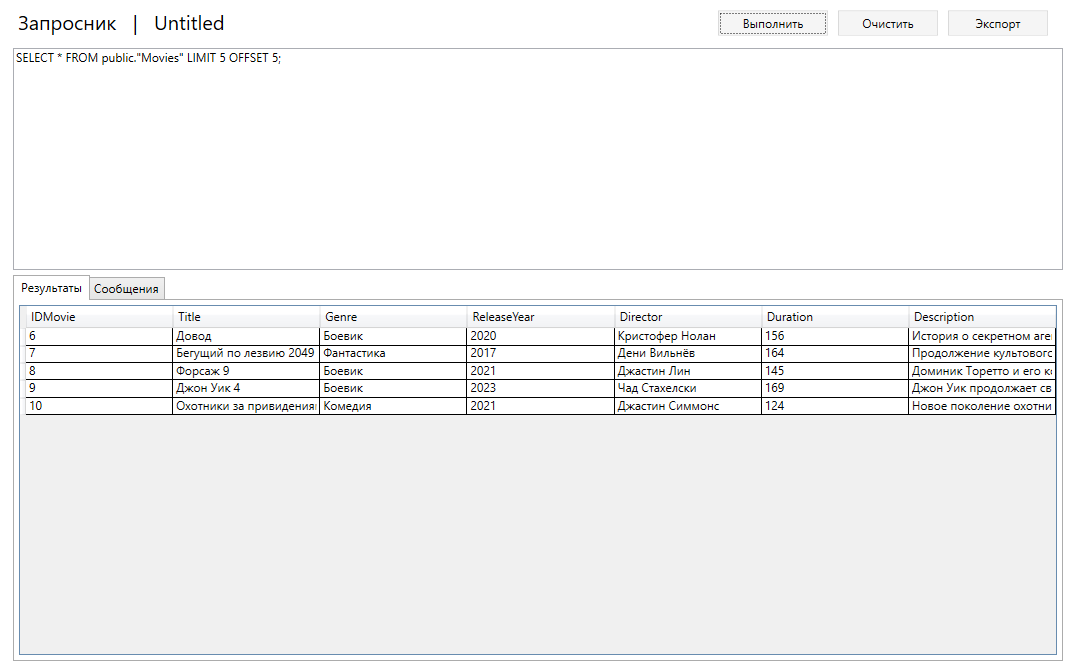 Запросник | Untitled
Выполнить Очистить Экспорт
SELECT * FROM public."Movies" LIMIT 5 OFFSET 5;
Результаты Сообщения
IDMovie Title Genre ReleaseYear Director Duration Description
6 Довод Боевик 2020 Кристофер Нолан 156 История о секретном аге
7 Бегущий по лезвию 2049 Фантастика 2017 Дени Вильнёв 164 Продолжение культового
8 Форсаж 9 Боевик 2021 Джастин Лин 145 Доминик Торетто и его к
9 Джон Уик 4 Боевик 2023 Чад Стахелски 169 Джон Уик продолжает св
10 Охотники за привидения Комедия 2021 Джастин Симмонс 124 Новое поколение охотни